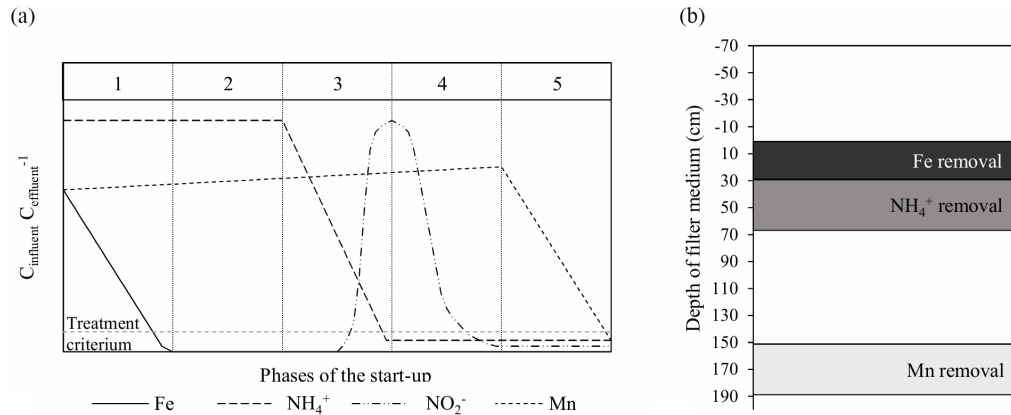 (a)
1 2 3 4 5
C_influent C_effluent^-1
Treatment
criterium
Phases of the start-up
Fe NH4+ NO2- Mn
(b)
Depth of filter medium (cm)
-70
-50
-30
-10
10
30
50
70
90
110
130
150
170
190
Fe removal
NH4+ removal
Mn removal